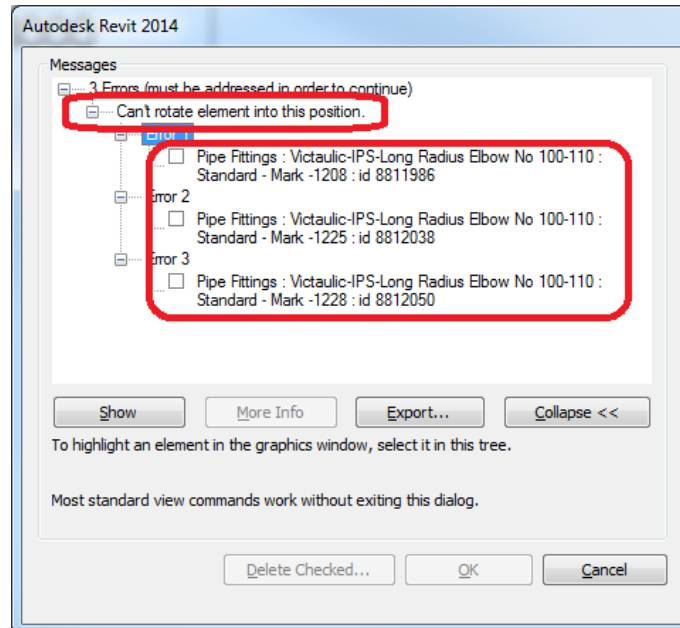 Autodesk Revit 2014
Messages
3 Errors (must be addressed in order to continue)
Can't rotate element into this position.
Error 1
Pipe Fittings : Victaulic-IPS-Long Radius Elbow No 100-110 :
Standard - Mark -1208 : id 8811986
Error 2
Pipe Fittings : Victaulic-IPS-Long Radius Elbow No 100-110 :
Standard - Mark -1225 : id 8812038
Error 3
Pipe Fittings : Victaulic-IPS-Long Radius Elbow No 100-110 :
Standard - Mark -1228 : id 8812050
Show More Info Export... Collapse <<
To highlight an element in the graphics window, select it in this tree.
Most standard view commands work without exiting this dialog.
Delete Checked... OK Cancel